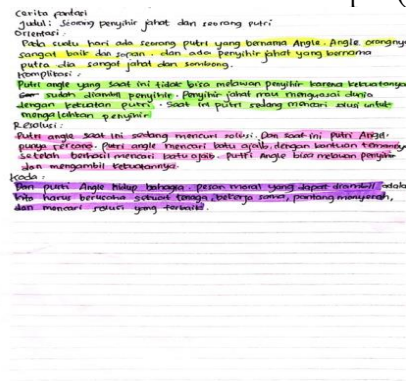 Cerita fantasi
Judul: Seorang penyihir jahat dan seorang putri
Orientasi:
Pada suatu hari ada seorang putri yang bernama Angle. Angle orangnya
sangat baik dan sopan. dan ada penyihir jahat yang bernama
putra dia sangat jahat dan sombong.
Komplikasi:
Putri angle yang saat ini tidak bisa melawan penyihir karena kekuatannya
sudah diambil penyihir. Penyihir jahat mau menguasai dunia
dengan kekuatan putri. Saat ini putri sedang mencari solusi untuk
mengalahkan penyihir
Resolusi:
Putri angle saat ini sedang mencari solusi. Dan saat ini Putri Angel
punya rencana. Putri angle mencari batu ajaib, dengan bantuan temannya
setelah berhasil mencari batu ajaib. Putri Angle bisa melawan penyihir
dan mengambil kekuatannya.
Koda:
Dan putri Angle hidup bahagia. pesan moral yang dapat diambil adala
kita harus berusaha sekuat tenaga, bekerja sama, pantang menyerah,
dan mencari solusi yang terbaik.